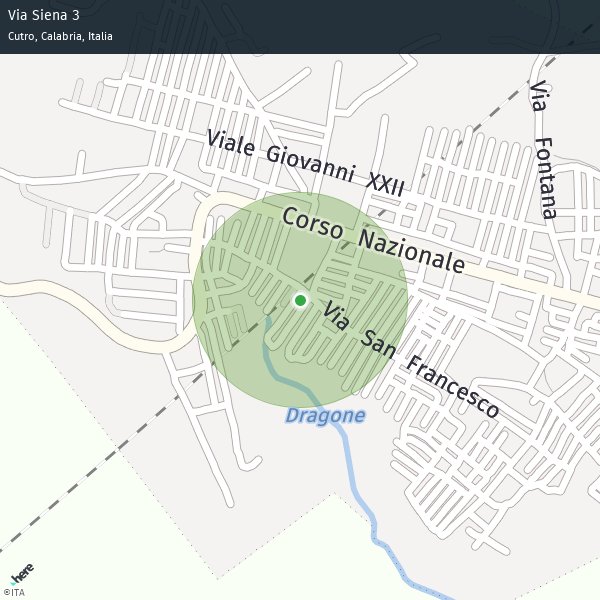 Via Siena 3
Cutro, Calabria, Italia
Via Fontana
Viale Giovanni XXII
Corso Nazionale
Via San Francesco
Dragone
here
©ITA